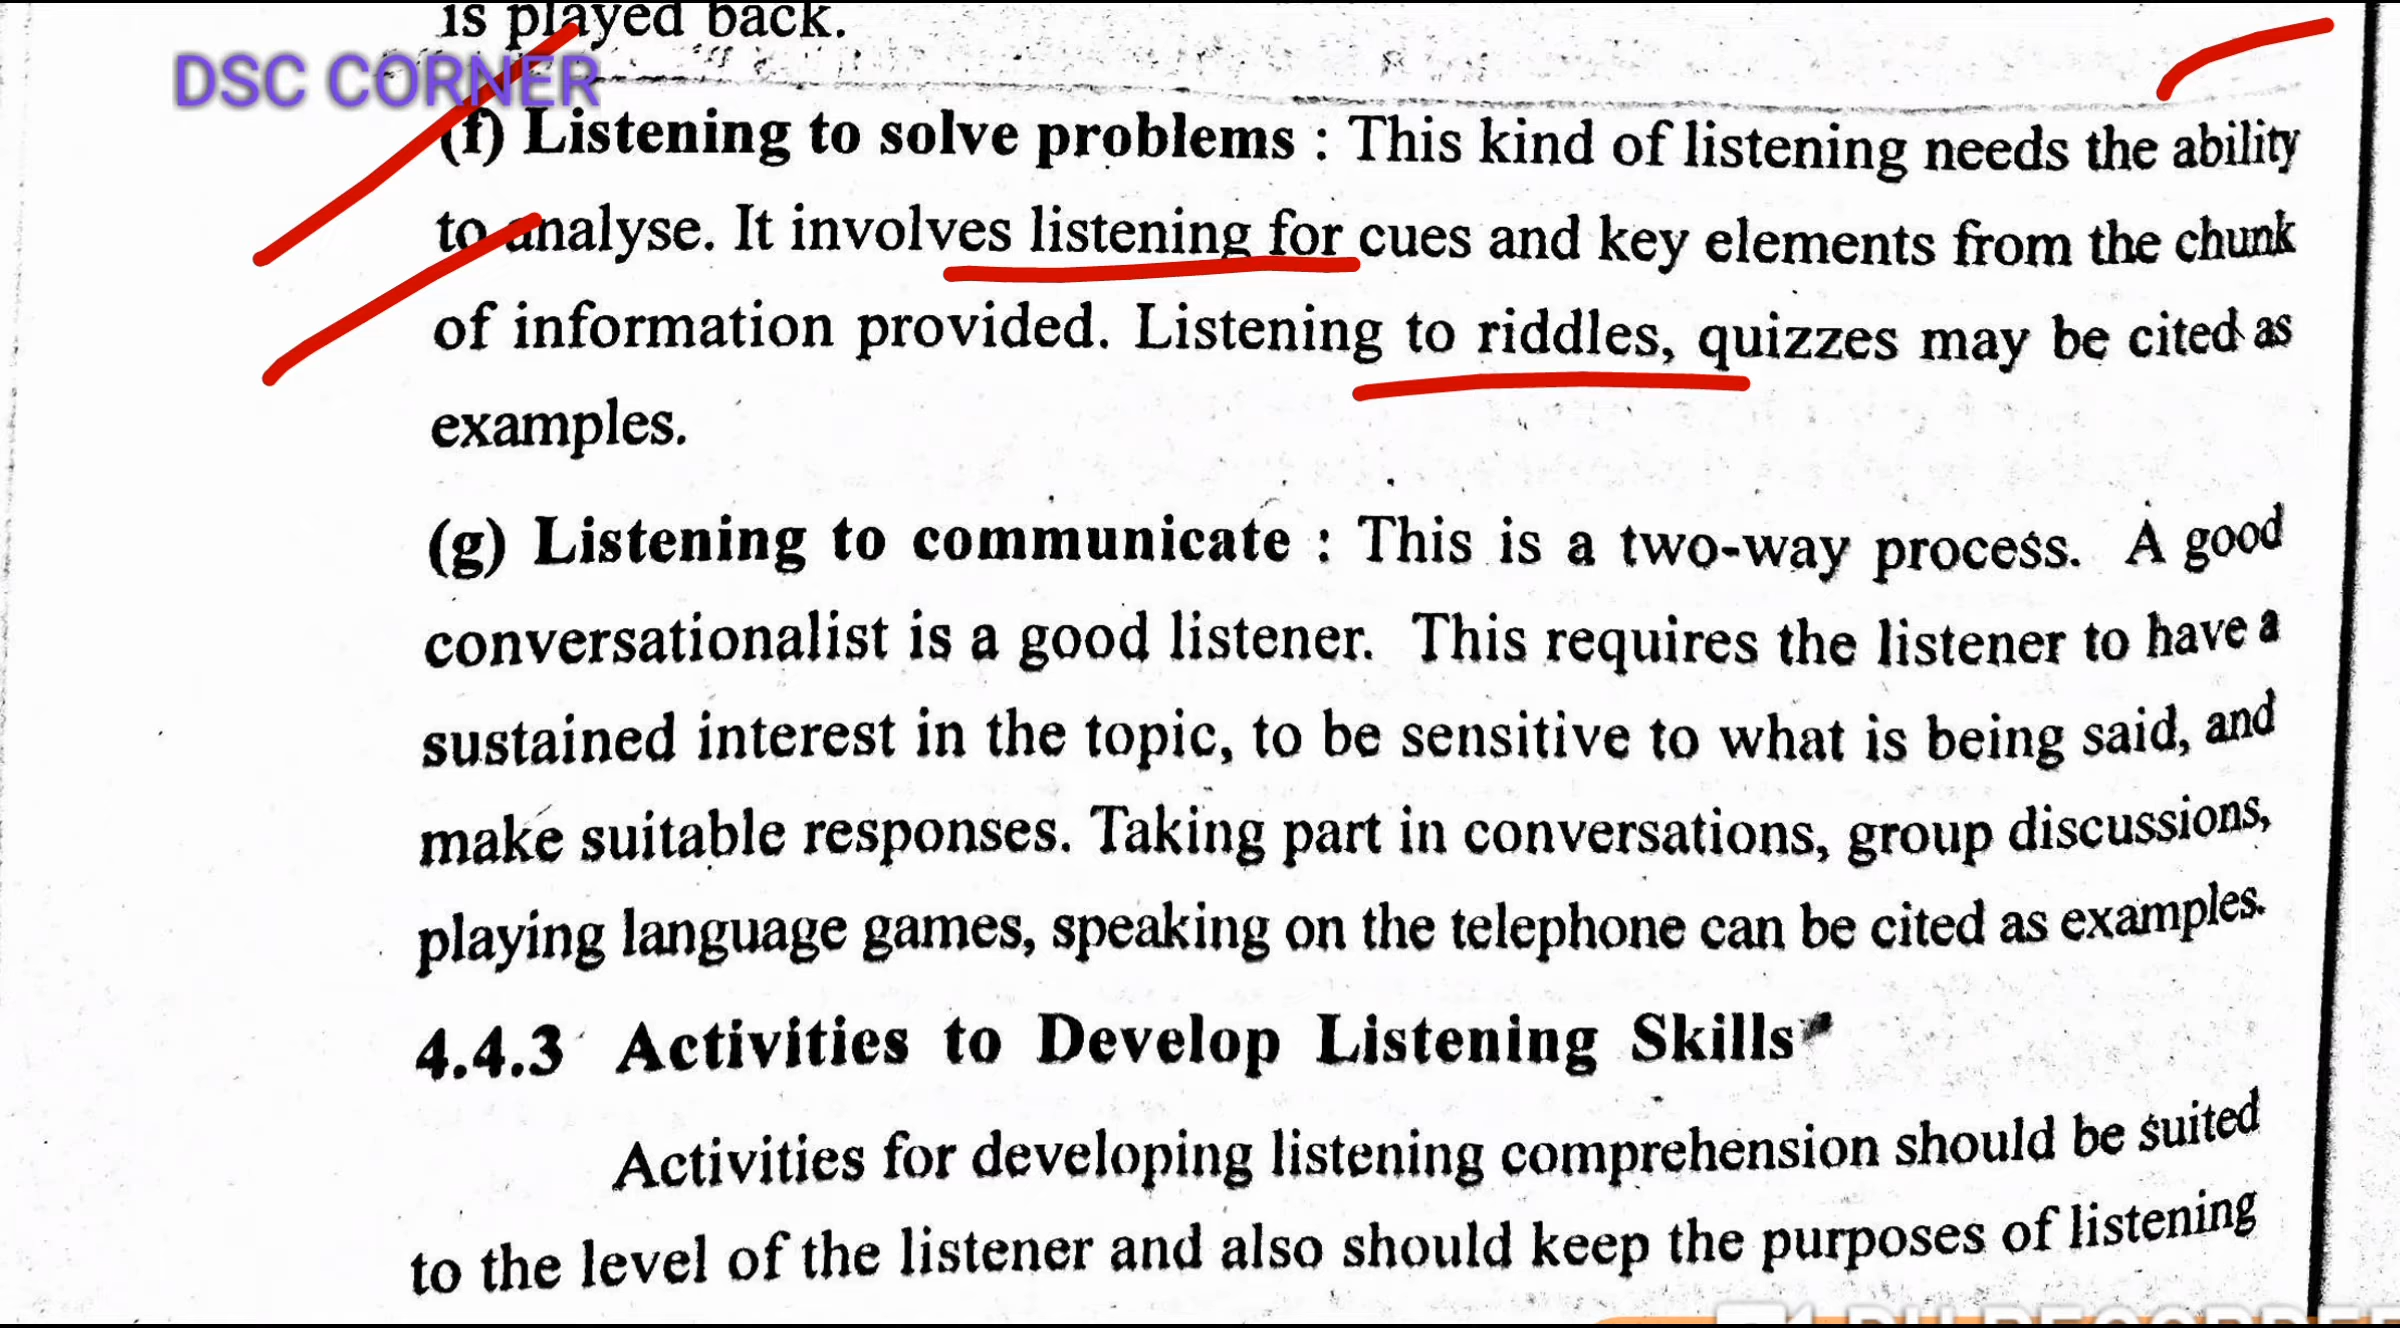 is played back.
DSC CORNER
(f) Listening to solve problems : This kind of listening needs the ability
to analyse. It involves listening for cues and key elements from the chunk
of information provided. Listening to riddles, quizzes may be cited as
examples.
(g) Listening to communicate : This is a two-way process. A good
conversationalist is a good listener. This requires the listener to have a
sustained interest in the topic, to be sensitive to what is being said, and
make suitable responses. Taking part in conversations, group discussions,
playing language games, speaking on the telephone can be cited as examples.
4.4.3 Activities to Develop Listening Skills
Activities for developing listening comprehension should be suited
to the level of the listener and also should keep the purposes of listening